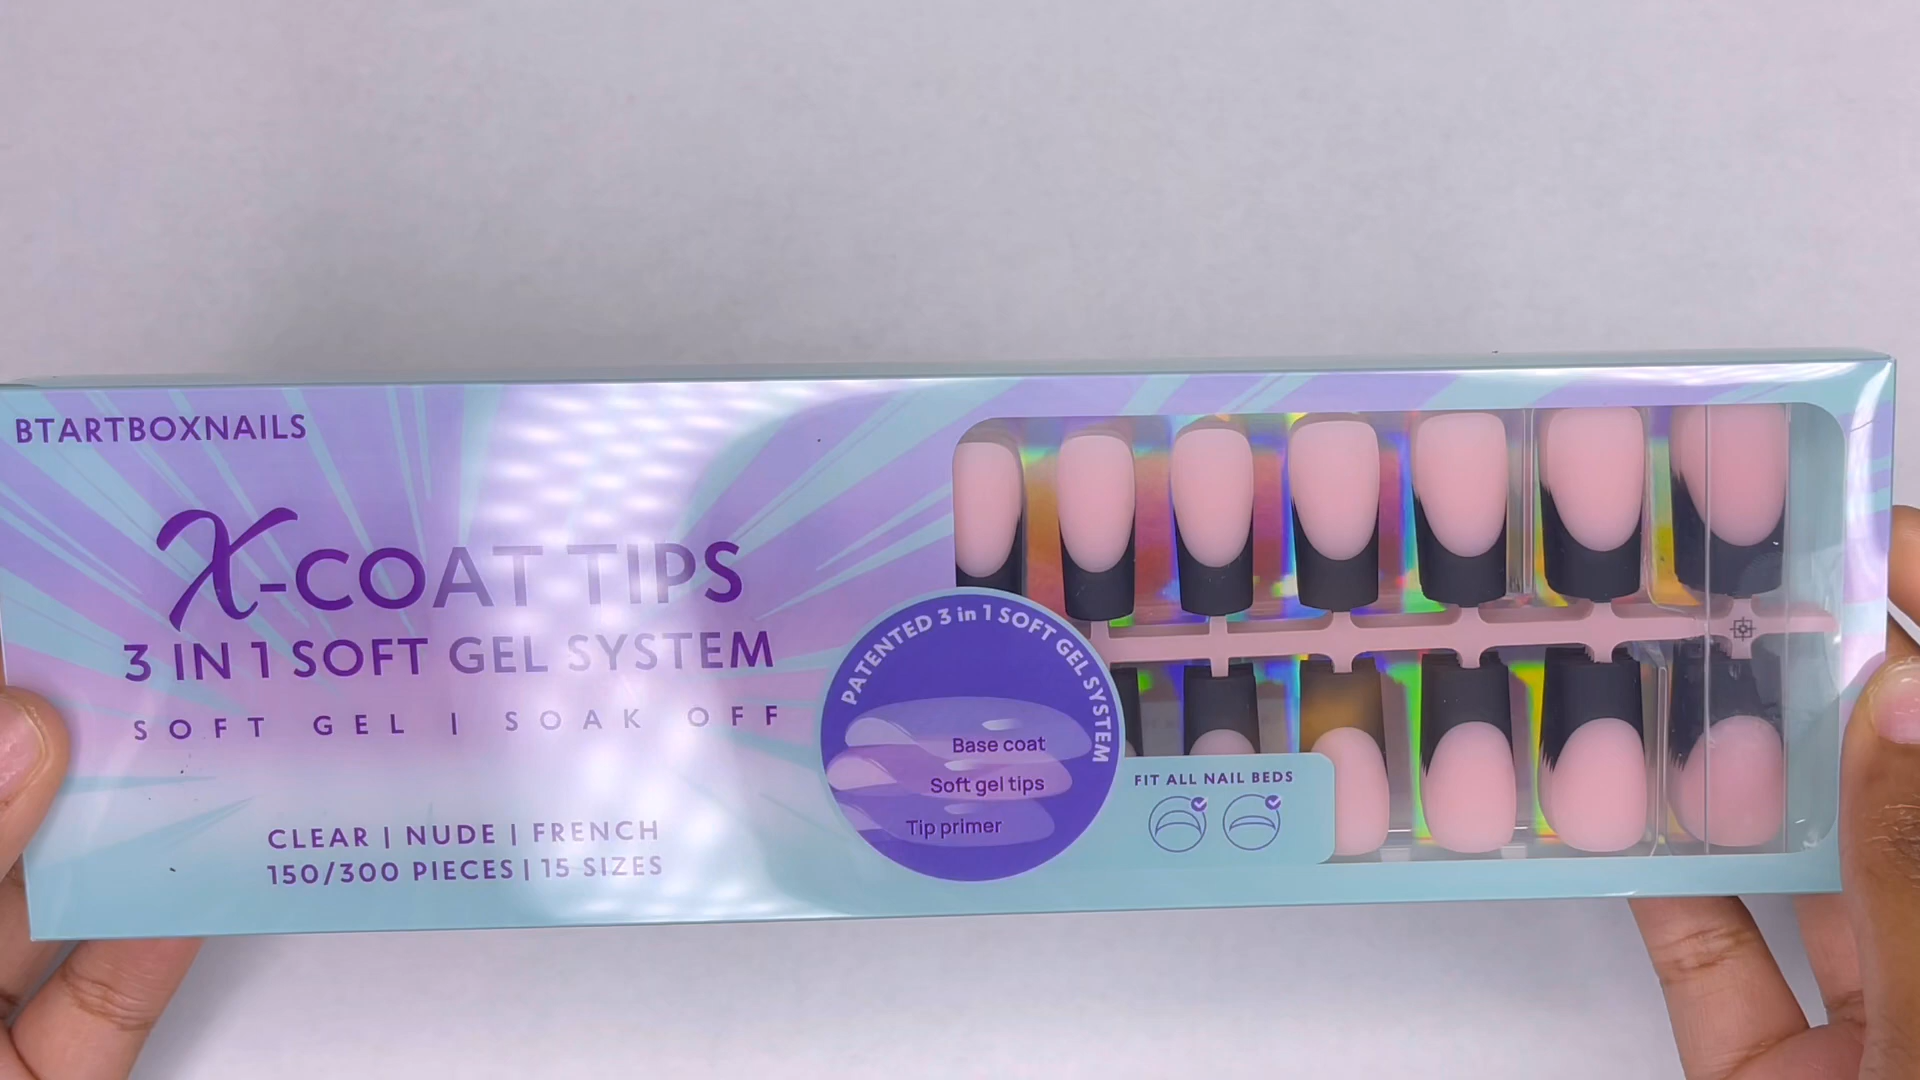 BTARTBOXNAILS
X-COAT TIPS
3 IN 1 SOFT GEL SYSTEM
SOFT GEL | SOAK OFF
CLEAR | NUDE | FRENCH
150/300 PIECES | 15 SIZES
PATENTED 3 in 1 SOFT GEL SYSTEM
Base coat
Soft gel tips
Tip primer
FIT ALL NAIL BEDS